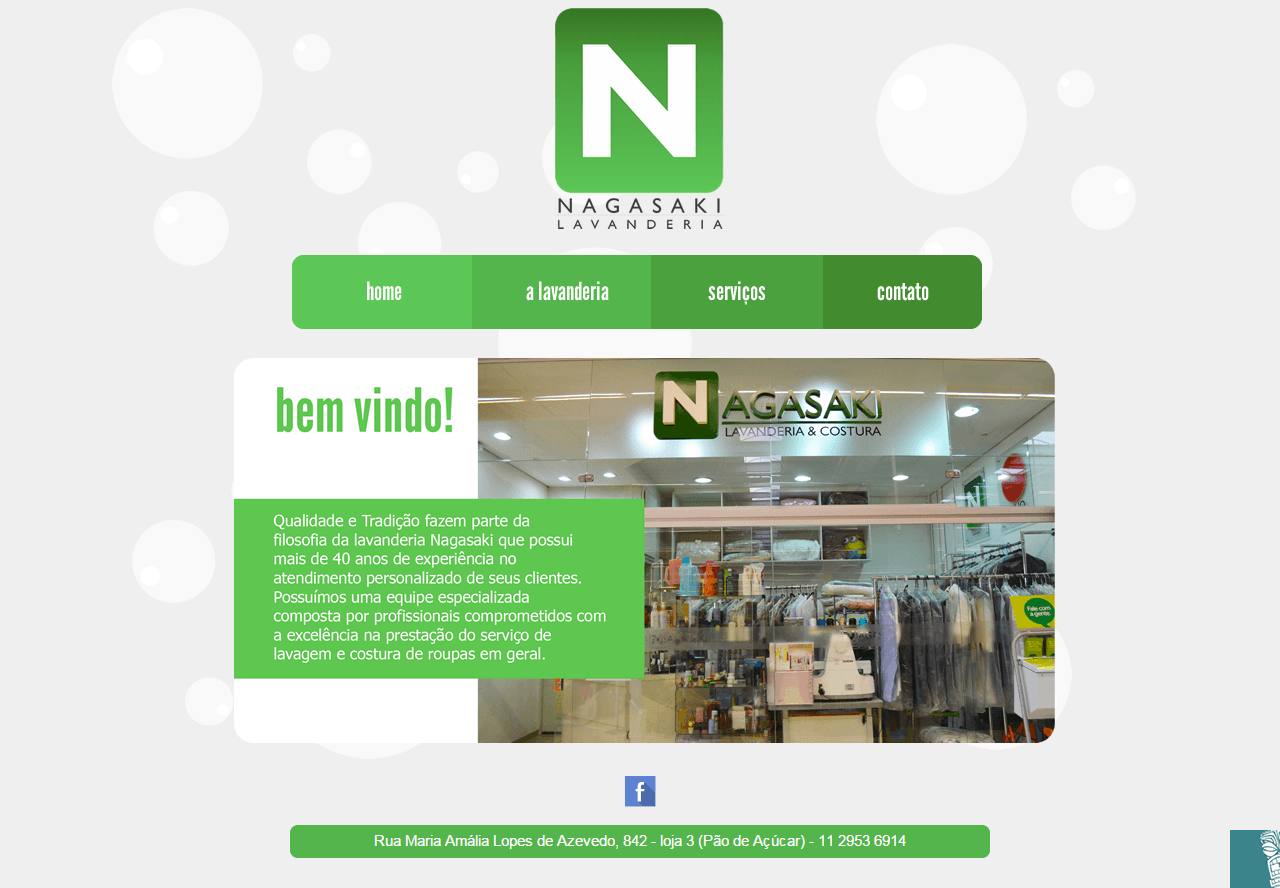 N
NAGASAKI
LAVANDERIA
home a lavanderia serviços contato
bem vindo!
NAGASAKI
LAVANDERIA & COSTURA
Qualidade e Tradição fazem parte da
filosofia da lavanderia Nagasaki que possui
mais de 40 anos de experiência no
atendimento personalizado de seus clientes.
Possuímos uma equipe especializada
composta por profissionais comprometidos com
a excelência na prestação do serviço de
lavagem e costura de roupas em geral.
Fale com
a gente.
f
Rua Maria Amália Lopes de Azevedo, 842 - loja 3 (Pão de Açúcar) - 11 2953 6914